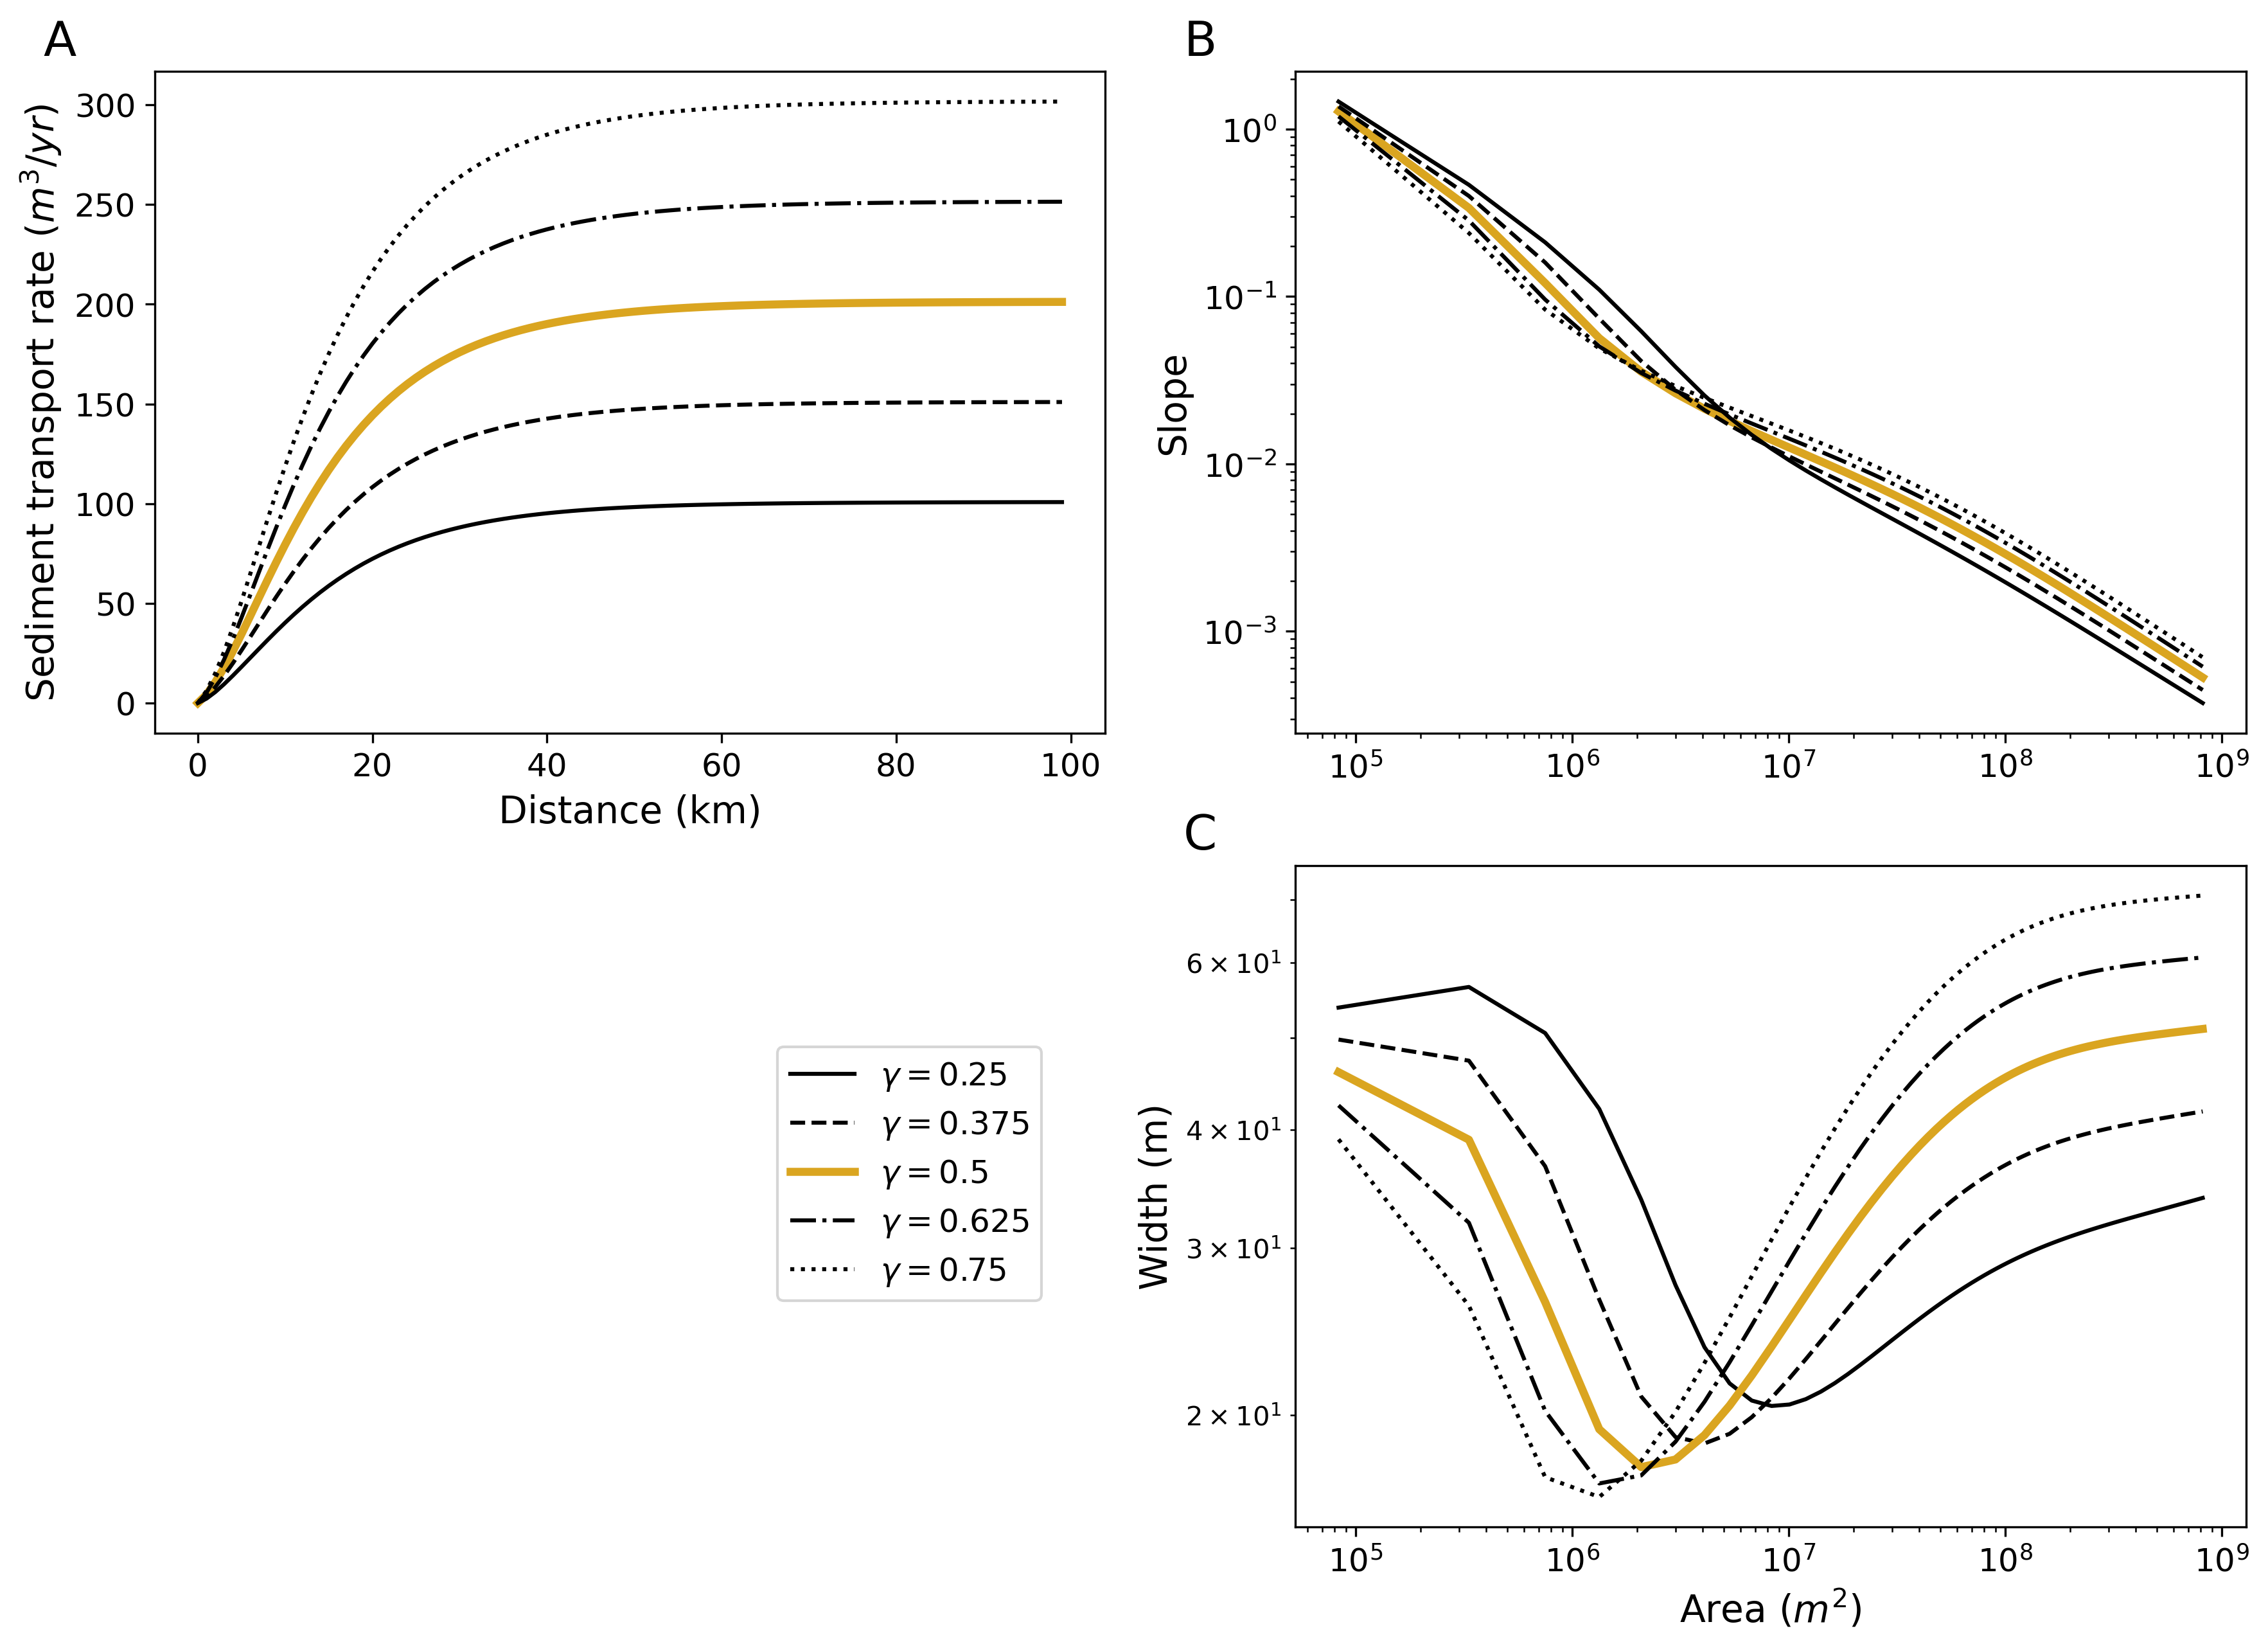 A
Sediment transport rate (m³/yr)
300
250
200
150
100
50
0
0 20 40 60 80 100
Distance (km)
B
Slope
10⁰
10⁻¹
10⁻²
10⁻³
10⁵ 10⁶ 10⁷ 10⁸ 10⁹
γ = 0.25
γ = 0.375
γ = 0.5
γ = 0.625
γ = 0.75
C
Width (m)
6 × 10¹
4 × 10¹
3 × 10¹
2 × 10¹
10⁵ 10⁶ 10⁷ 10⁸ 10⁹
Area (m²)